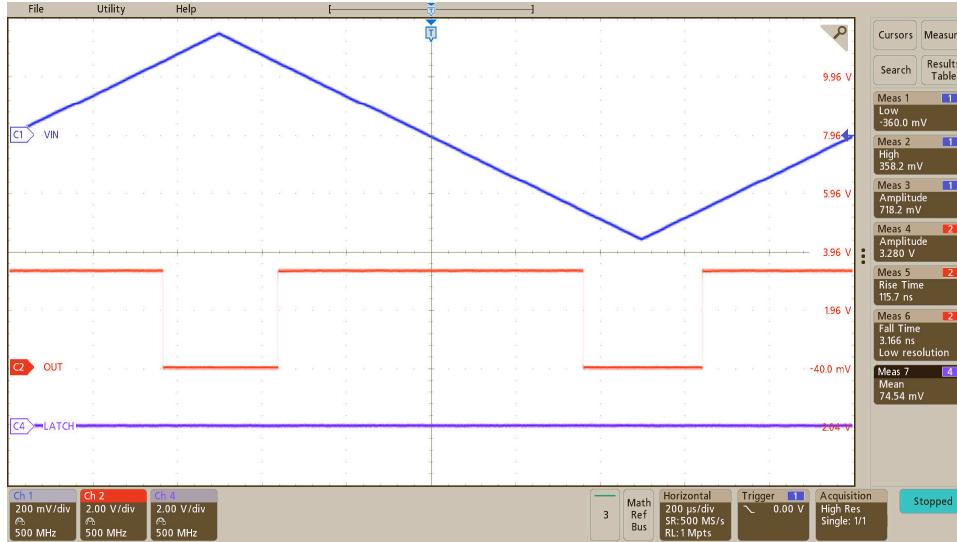 File Utility Help
T
T
Cursors Measur
Search Results
Table
9.96 V
C1 VIN 7.96
5.96 V
3.96 V
1.96 V
C2 OUT -40.0 mV
C4 LATCH -2.04 V
Meas 1 1
Low
-360.0 mV
Meas 2 1
High
358.2 mV
Meas 3 1
Amplitude
718.2 mV
Meas 4 2
Amplitude
3.280 V
Meas 5 2
Rise Time
115.7 ns
Meas 6 2
Fall Time
3.166 ns
Low resolution
Meas 7 4
Mean
74.54 mV
Ch 1
200 mV/div
500 MHz
Ch 2
2.00 V/div
500 MHz
Ch 4
2.00 V/div
500 MHz
3
Math
Ref
Bus
Horizontal
200 µs/div
SR: 500 MS/s
RL: 1 Mpts
Trigger 1
0.00 V
Acquisition
High Res
Single: 1/1
Stopped